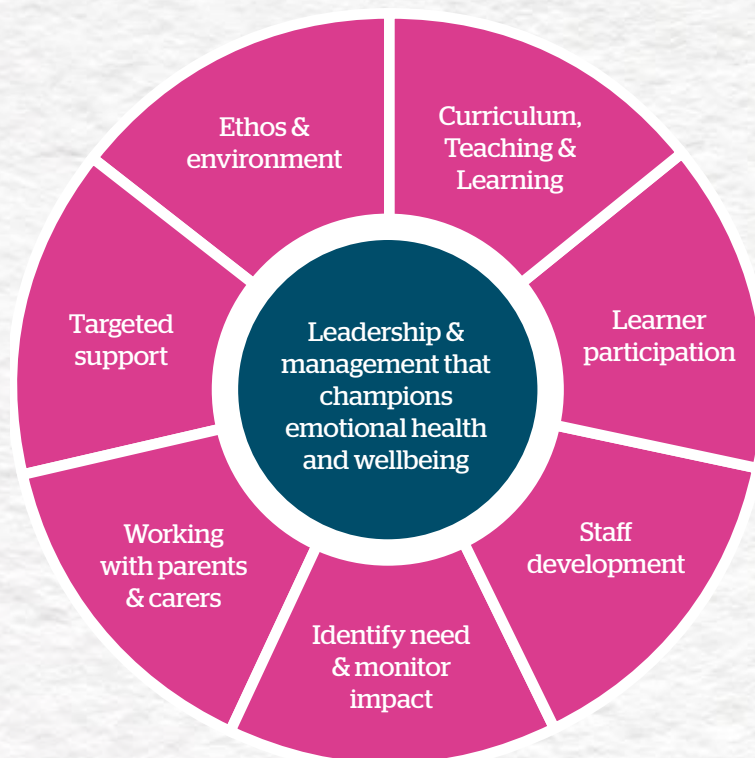 Ethos &
environment
Curriculum,
Teaching &
Learning
Learner
participation
Staff
development
Identify need
& monitor
impact
Working
with parents
& carers
Targeted
support
Leadership &
management that
champions
emotional health
and wellbeing